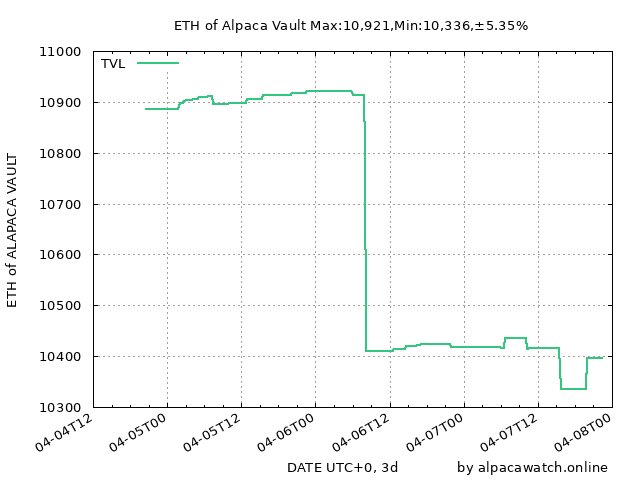 ETH of Alpaca Vault Max:10,921,Min:10,336,±5.35%
TVL
11000
10900
10800
10700
10600
10500
10400
10300
ETH of ALAPACA VAULT
04-04T12
04-05T00
04-05T12
04-06T00
04-06T12
04-07T00
04-07T12
04-08T00
DATE UTC+0, 3d
by alpacawatch.online